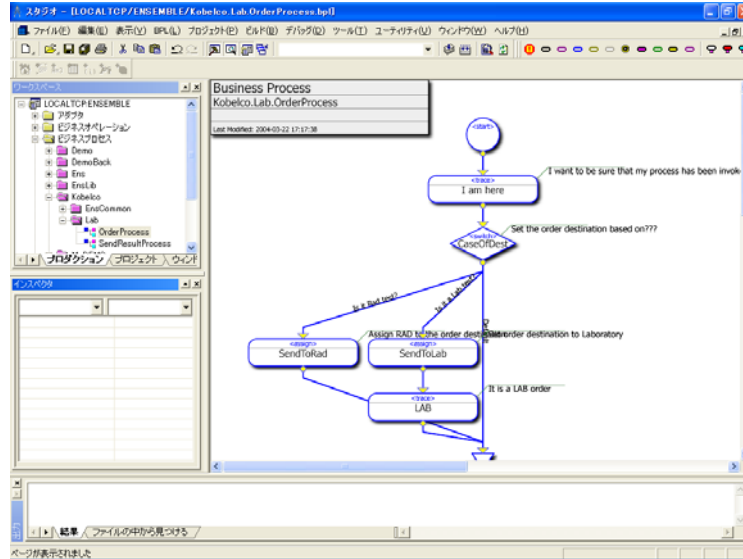 スタジオ - [LOCALTCP/ENSEMBLE/Kobelco.Lab.OrderProcess.bpl]
ファイル(F) 編集(E) 表示(V) BPL(L) プロジェクト(P) ビルド(B) デバッグ(D) ツール(T) ユーティリティ(U) ウィンドウ(W) ヘルプ(H)
ワークスペース
LOCALTCP:ENSEMBLE
アダプタ
ビジネスオペレーション
ビジネスプロセス
Demo
DemoBack
Ens
EnsLib
Kobelco
EnsCommon
Lab
OrderProcess
SendResultProcess
プロダクション
プロジェクト
ウィンド
インスペクタ
Business Process
Kobelco.Lab.OrderProcess
Last Modified: 2004-03-22 17:17:38
<start>
I want to be sure that my process has been invok
<trace>
I am here
Set the order destination based on???
<switch>
CaseOfDest
Is it Rad test?
Is it a Lab test?
Assign RAD to the order
order destination to Laboratory
<assign>
SendToRad
<assign>
SendToLab
It is a LAB order
<trace>
LAB
結果
ファイルの中から見つける
ページが表示されました